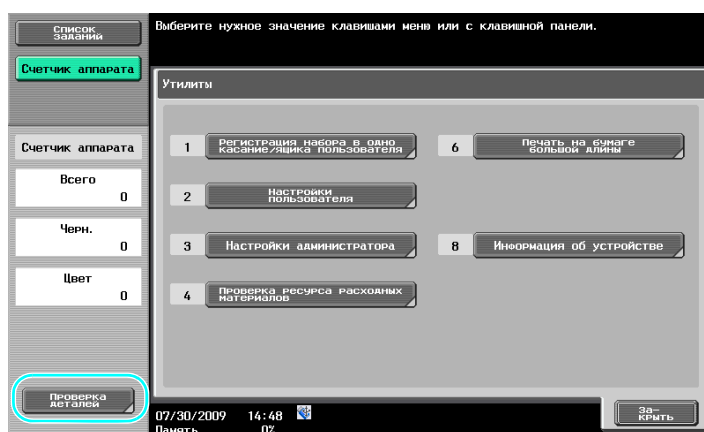 Список
заданий
Счетчик аппарата
Счетчик аппарата
Всего
0
Черн.
0
Цвет
0
Проверка
деталей
Выберите нужное значение клавишами меню или с клавишной панели.
Утилиты
1 Регистрация набора в одно
касание/ящика пользователя
2 Настройки
пользователя
3 Настройки администратора
4 Проверка ресурса расходных
материалов
6 Печать на бумаге
большой длины
8 Информация об устройстве
07/30/2009 14:48
Память 0%
За-
крыть